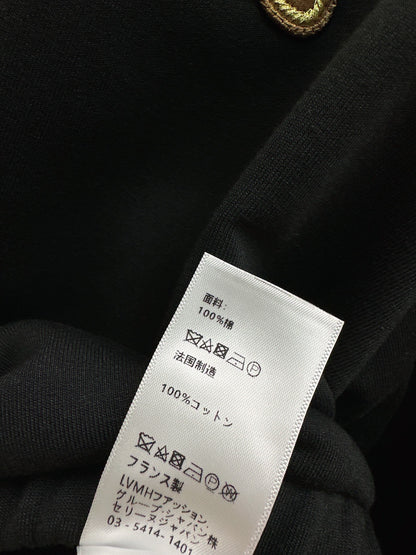 面料:
100%棉
P
法国制造
100%コットン
P W
フランス製
LVMHファッション
グループジャパン株
セリーヌジャパン
03-5414-1401